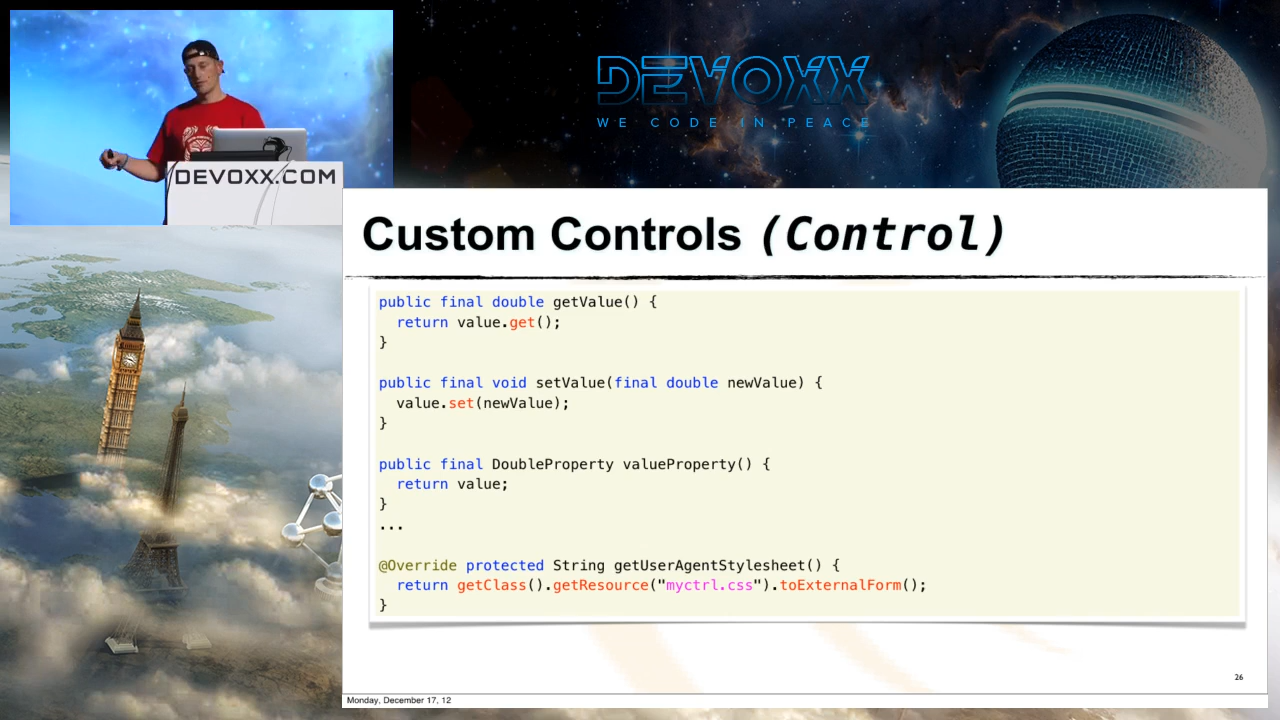 DEVOXX
WE CODE IN PEACE
DEVOXX.COM
Custom Controls (Control)
public final double getValue() {
  return value.get();
}

public final void setValue(final double newValue) {
  value.set(newValue);
}

public final DoubleProperty valueProperty() {
  return value;
}
...

@Override protected String getUserAgentStylesheet() {
  return getClass().getResource("myctrl.css").toExternalForm();
}
26
Monday, December 17, 12